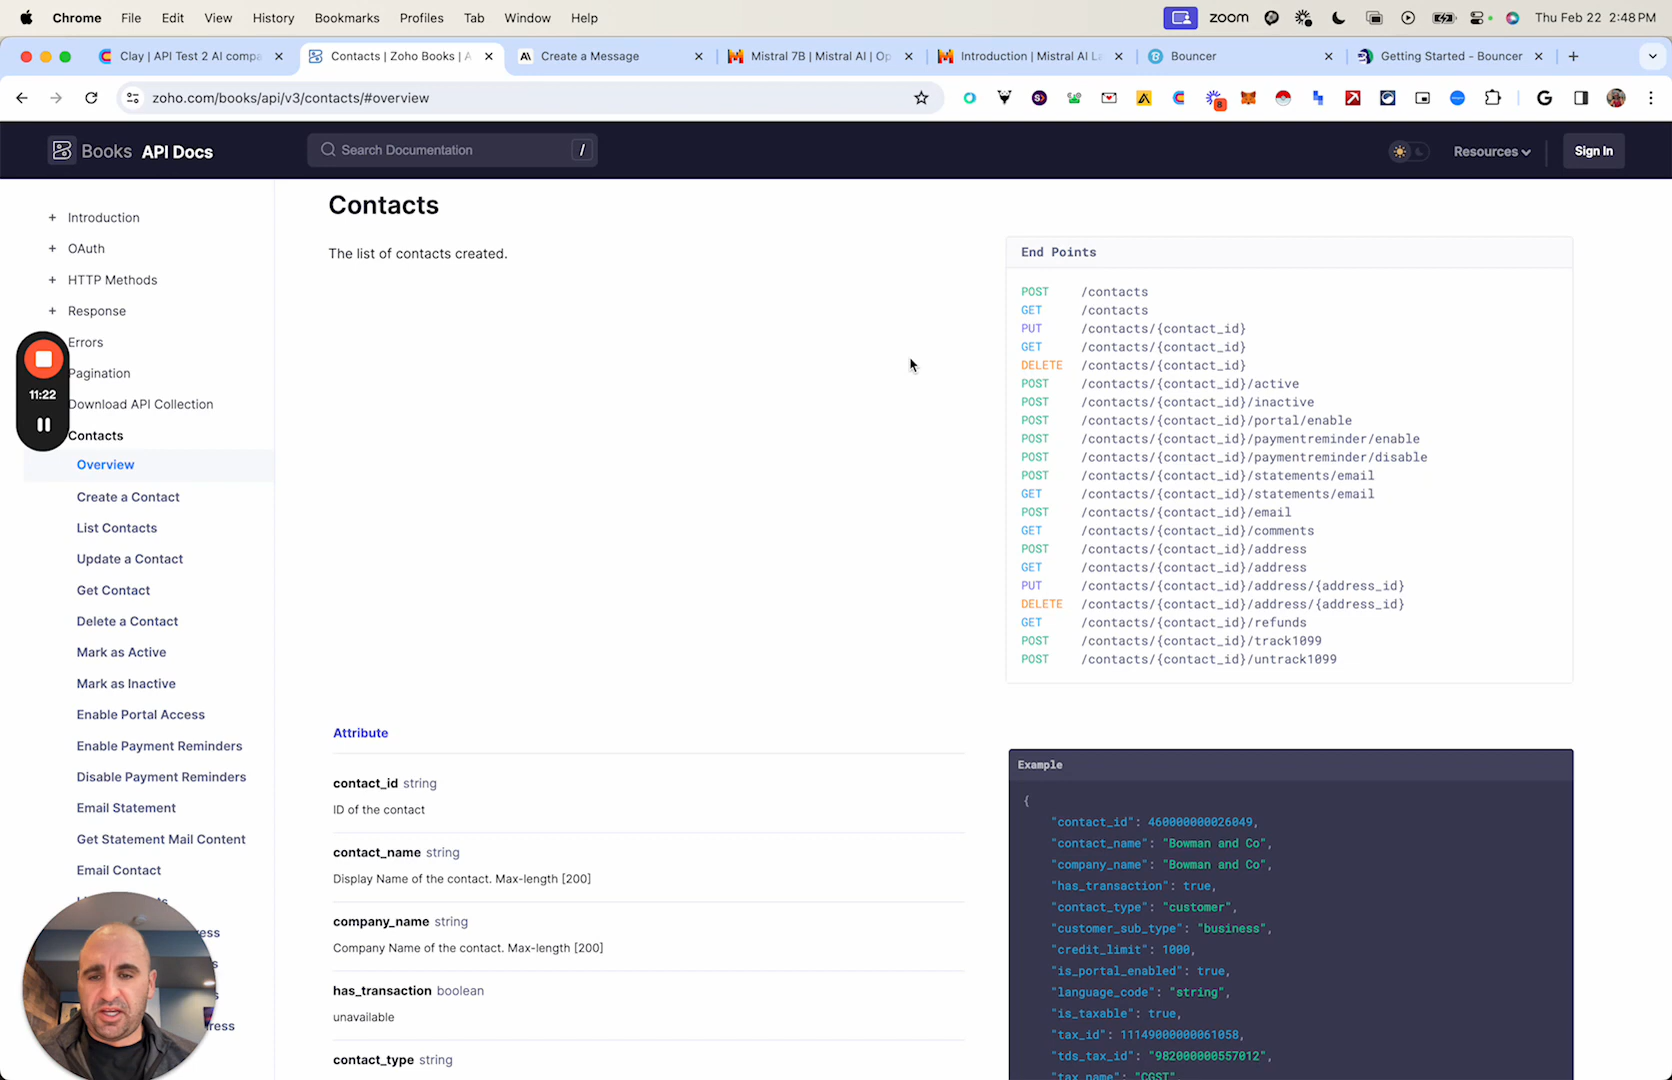 Chrome File Edit View History Bookmarks Profiles Tab Window Help zoom Thu Feb 22 2:48 PM
Clay | API Test 2 AI compa Contacts | Zoho Books | A Create a Message Mistral 7B | Mistral AI | Op Introduction | Mistral AI La Bouncer Getting Started - Bouncer
zoho.com/books/api/v3/contacts/#overview
Books API Docs Search Documentation / Resources Sign In
Introduction
OAuth
HTTP Methods
Response
Errors
Pagination
Download API Collection
Contacts
Overview
Create a Contact
List Contacts
Update a Contact
Get Contact
Delete a Contact
Mark as Active
Mark as Inactive
Enable Portal Access
Enable Payment Reminders
Disable Payment Reminders
Email Statement
Get Statement Mail Content
Email Contact
11:22
Contacts
The list of contacts created.
End Points
POST /contacts
GET /contacts
PUT /contacts/{contact_id}
GET /contacts/{contact_id}
DELETE /contacts/{contact_id}
POST /contacts/{contact_id}/active
POST /contacts/{contact_id}/inactive
POST /contacts/{contact_id}/portal/enable
POST /contacts/{contact_id}/paymentreminder/enable
POST /contacts/{contact_id}/paymentreminder/disable
POST /contacts/{contact_id}/statements/email
GET /contacts/{contact_id}/statements/email
POST /contacts/{contact_id}/email
GET /contacts/{contact_id}/comments
POST /contacts/{contact_id}/address
GET /contacts/{contact_id}/address
PUT /contacts/{contact_id}/address/{address_id}
DELETE /contacts/{contact_id}/address/{address_id}
GET /contacts/{contact_id}/refunds
POST /contacts/{contact_id}/track1099
POST /contacts/{contact_id}/untrack1099
Attribute
contact_id string
ID of the contact
contact_name string
Display Name of the contact. Max-length [200]
company_name string
Company Name of the contact. Max-length [200]
has_transaction boolean
unavailable
contact_type string
Example
{
"contact_id": 460000000026049,
"contact_name": "Bowman and Co",
"company_name": "Bowman and Co",
"has_transaction": true,
"contact_type": "customer",
"customer_sub_type": "business",
"credit_limit": 1000,
"is_portal_enabled": true,
"language_code": "string",
"is_taxable": true,
"tax_id": 11149000000061058,
"tds_tax_id": "982000000557012",
"tax_name": "CGST",